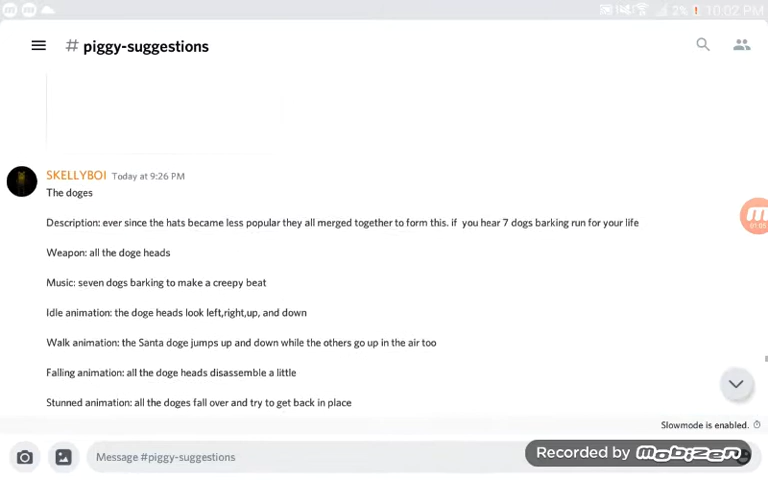 2% 10:02 PM
# piggy-suggestions
SKELLYBOI Today at 9:26 PM
The doges
Description: ever since the hats became less popular they all merged together to form this. if you hear 7 dogs barking run for your life
Weapon: all the doge heads
Music: seven dogs barking to make a creepy beat
Idle animation: the doge heads look left,right,up, and down
Walk animation: the Santa doge jumps up and down while the others go up in the air too
Falling animation: all the doge heads disassemble a little
Stunned animation: all the doges fall over and try to get back in place
Slowmode is enabled.
Message #piggy-suggestions
Recorded by mobizen